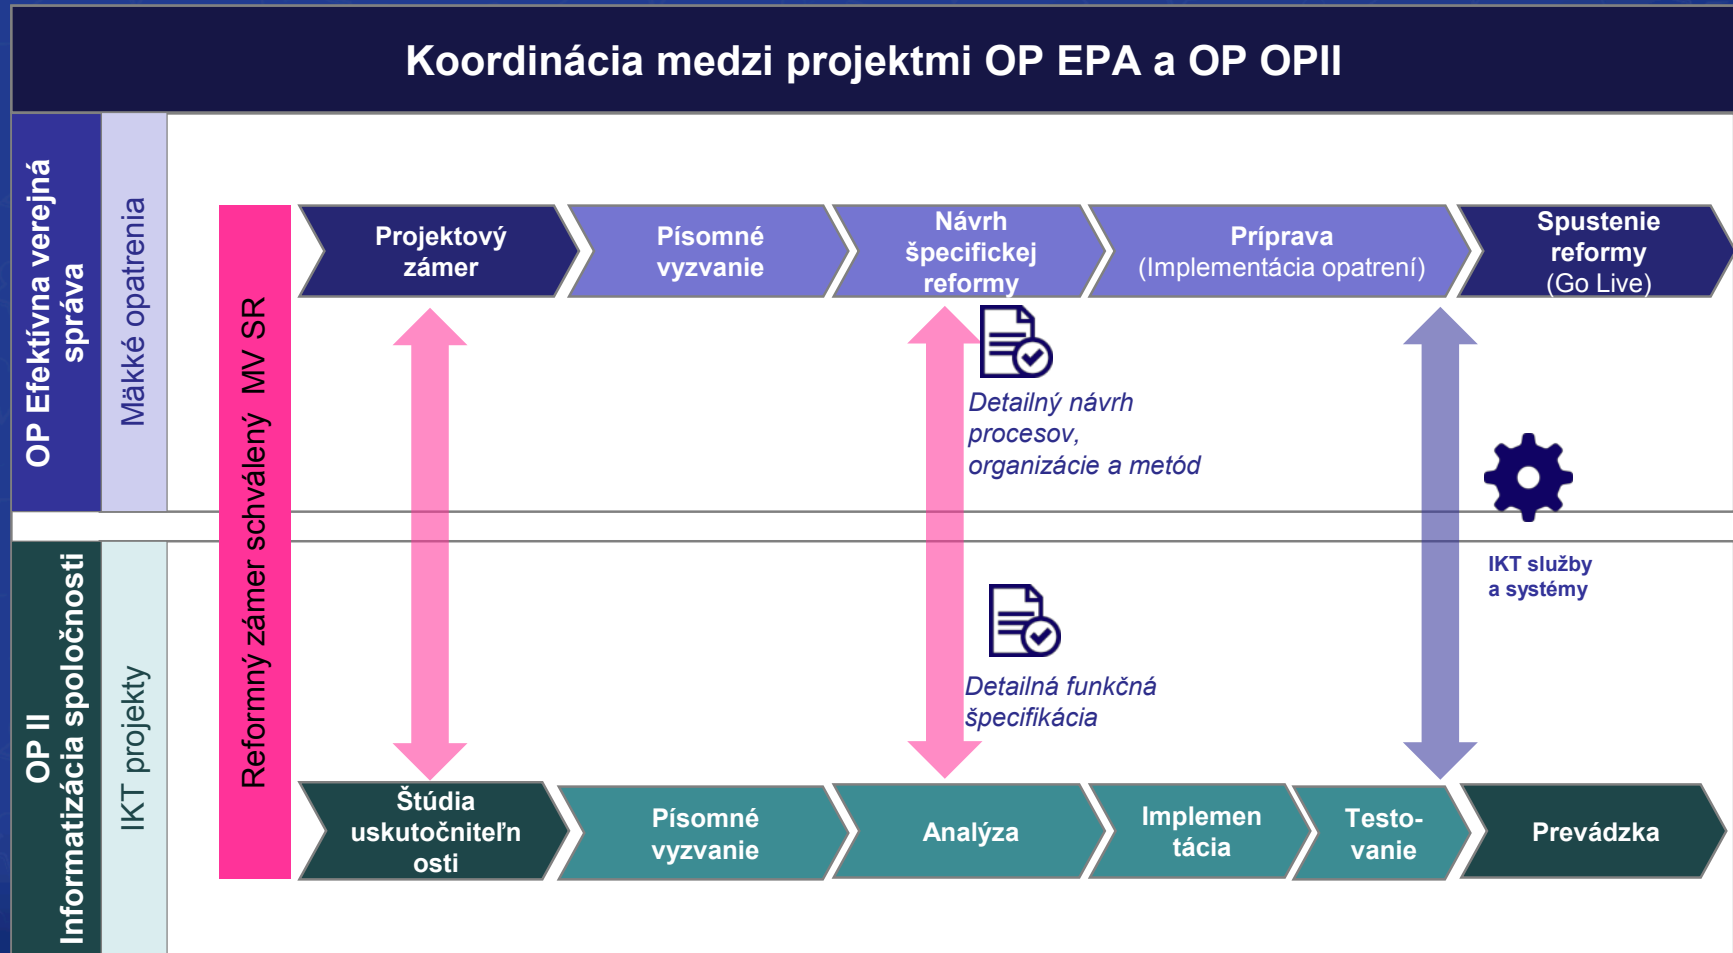 Koordinácia medzi projektmi OP EPA a OP OPII
OP Efektívna verejná
správa
Mäkké opatrenia
Reformný zámer schválený MV SR
Projektový
zámer
Písomné
vyzvanie
Návrh
špecifickej
reformy
Príprava
(Implementácia opatrení)
Spustenie
reformy
(Go Live)
Detailný návrh
procesov,
organizácie a metód
IKT služby
a systémy
Detailná funkčná
špecifikácia
OP II
Informatizácia spoločnosti
IKT projekty
Štúdia
uskutočniteľn
osti
Písomné
vyzvanie
Analýza
Implemen
tácia
Testo-
vanie
Prevádzka